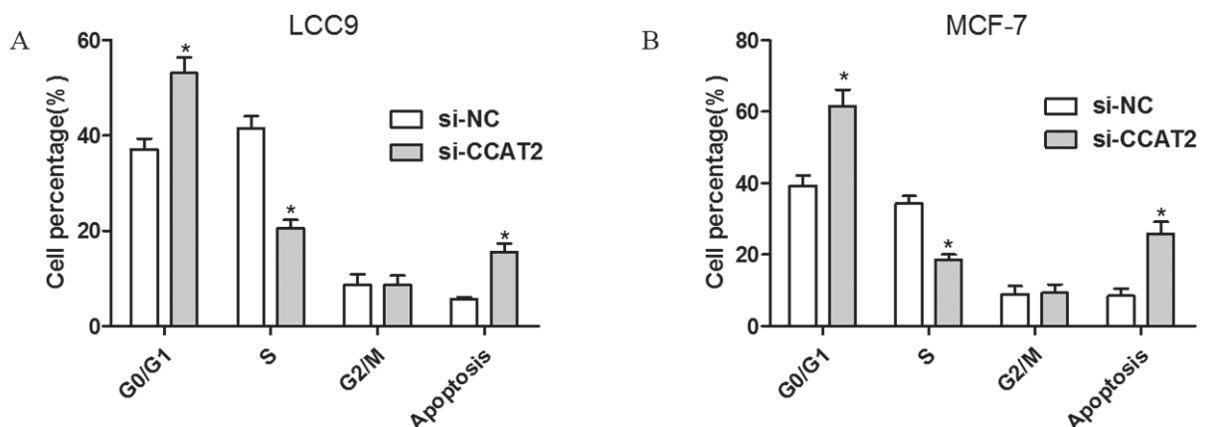 A
LCC9
Cell percentage(%)
60
40
20
0
*
*
*
si-NC
si-CCAT2
G0/G1
S
G2/M
Apoptosis
B
MCF-7
Cell percentage(%)
80
60
40
20
0
*
*
*
si-NC
si-CCAT2
G0/G1
S
G2/M
Apoptosis